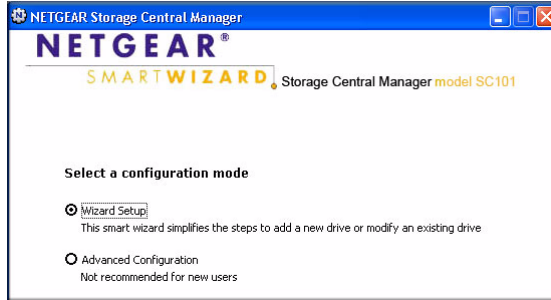 NETGEAR Storage Central Manager
NETGEAR®
SMARTWIZARD Storage Central Manager model SC101
Select a configuration mode
Wizard Setup
This smart wizard simplifies the steps to add a new drive or modify an existing drive
Advanced Configuration
Not recommended for new users